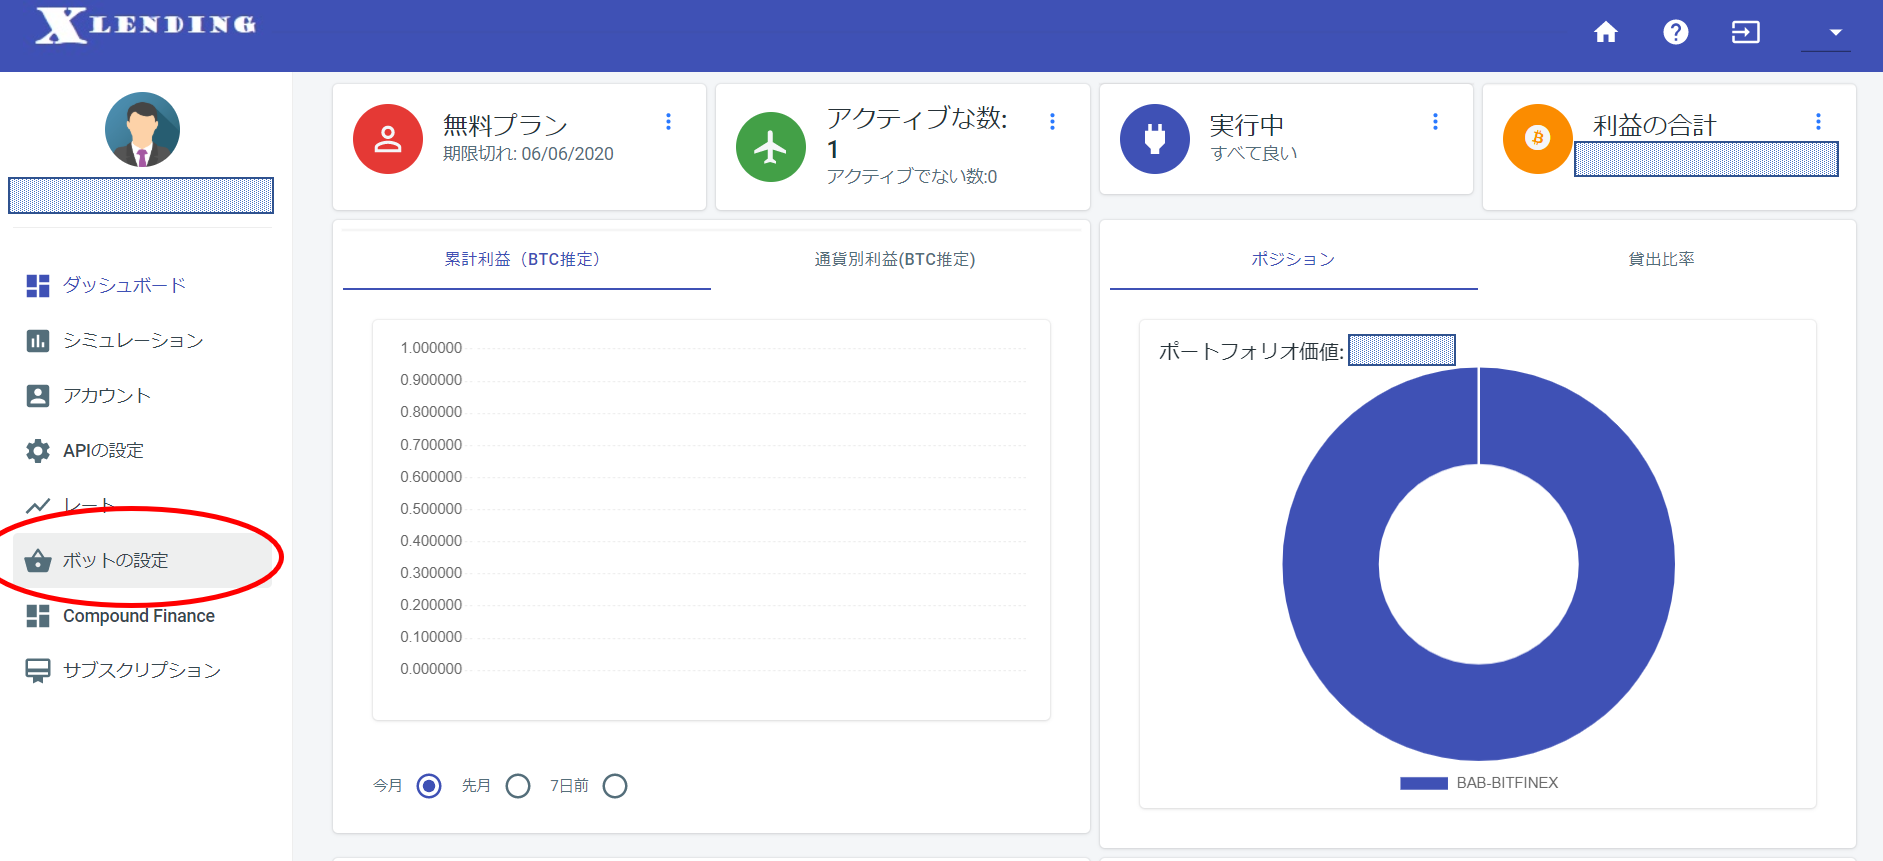 XLENDING
無料プラン
期限切れ: 06/06/2020
アクティブな数:
1
アクティブでない数:0
実行中
すべて良い
利益の合計
ダッシュボード
シミュレーション
アカウント
APIの設定
レート
ボットの設定
Compound Finance
サブスクリプション
累計利益（BTC推定）
通貨別利益(BTC推定)
1.000000
0.900000
0.800000
0.700000
0.600000
0.500000
0.400000
0.300000
0.200000
0.100000
0.000000
今月 先月 7日前
ポジション
貸出比率
ポートフォリオ価値:
BAB-BITFINEX